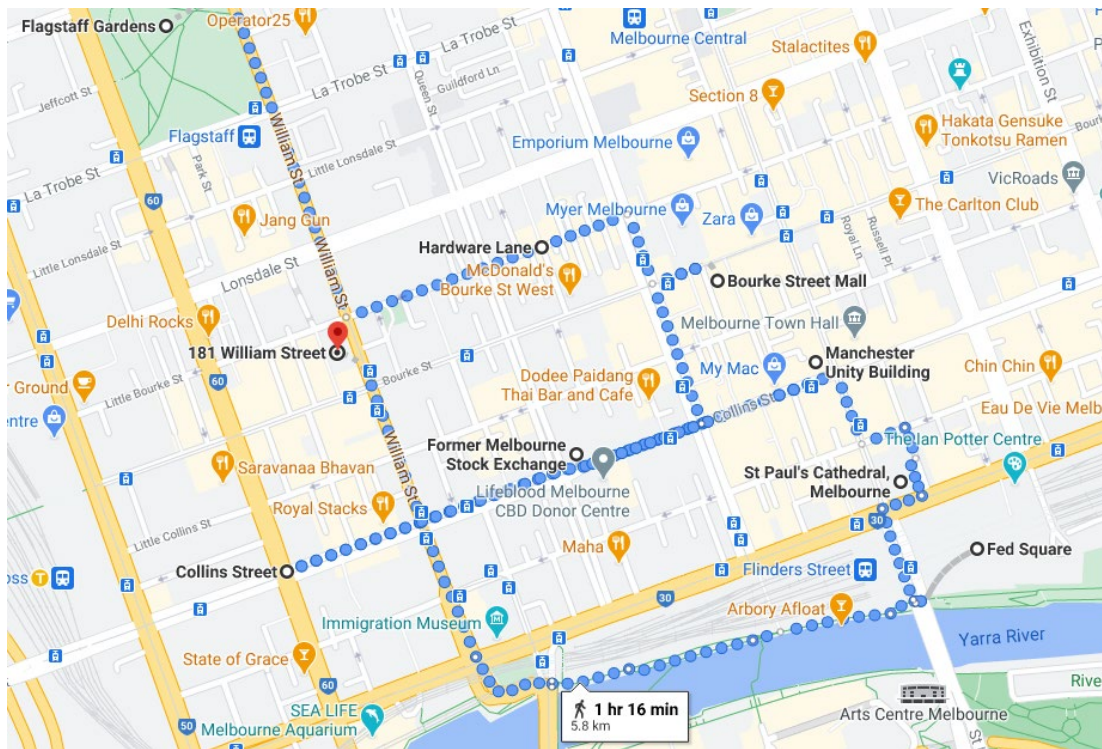 Flagstaff Gardens
Operator25
Melbourne Central
Stalactites
La Trobe St
Exhibition St
Guildford Ln
Queen St
Jeffcott St
La Trobe St
Section 8
William St
Flagstaff
Hakata Gensuke
Tonkotsu Ramen
Emporium Melbourne
Little Lonsdale St
Park St
La Trobe St
60
VicRoads
William St
The Carlton Club
Jang Gun
Myer Melbourne
Zara
Royal Ln
Russell Pl
Hardware Lane
Little Lonsdale St
Lonsdale St
McDonald's
Bourke St West
Bourke Street Mall
William St
Delhi Rocks
Melbourne Town Hall
181 William Street
Manchester
Unity Building
Chin Chin
Bourke St
My Mac
Dodee Paidang
Thai Bar and Cafe
Little Bourke St
60
Collins St
Eau De Vie Melb
The Ian Potter Centre
Former Melbourne
Stock Exchange
William St
Saravanaa Bhavan
St Paul's Cathedral,
Melbourne
Lifeblood Melbourne
CBD Donor Centre
Royal Stacks
Little Collins St
30
Maha
Fed Square
Collins Street
Flinders Street
30
Arbory Afloat
Immigration Museum
Yarra River
State of Grace
60
1 hr 16 min
5.8 km
SEA LIFE
Melbourne Aquarium
50
Arts Centre Melbourne